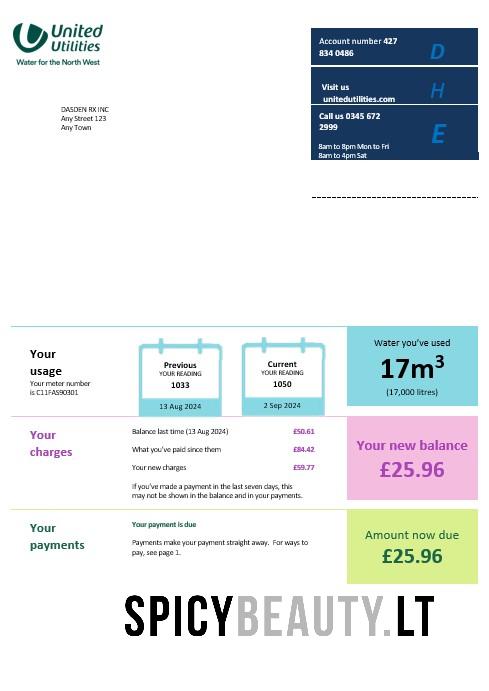 United
Utilities
Water for the North West
Account number 427
834 0486
D
Visit us
unitedutilities.com
H
Call us 0345 672
2999
E
8am to 8pm Mon to Fri
8am to 4pm Sat
DASDEN RX INC
Any Street 123
Any Town
Your
usage
Your meter number
is C11FAS90301
Previous
YOUR READING
1033
13 Aug 2024
Current
YOUR READING
1050
2 Sep 2024
Water you've used
17m³
(17,000 litres)
Your
charges
Balance last time (13 Aug 2024) £50.61
What you've paid since them £84.42
Your new charges £59.77
If you've made a payment in the last seven days, this
may not be shown in the balance and in your payments.
Your new balance
£25.96
Your
payments
Your payment is due
Payments make your payment straight away. For ways to
pay, see page 1.
Amount now due
£25.96
SPICYBEAUTY.LT